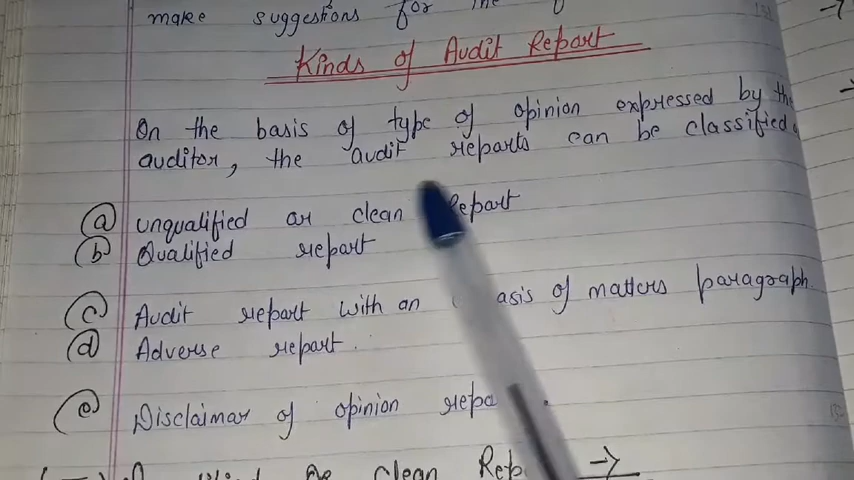 make suggestions for the
Kinds of Audit Report
On the basis of type of opinion expressed by the
auditor, the audit reports can be classified
(a) unqualified or clean Report
(b) Qualified report
(c) Audit report with an asis of matters paragraph.
(d) Adverse report.
(e) Disclaimar of opinion repo
clean Rep →